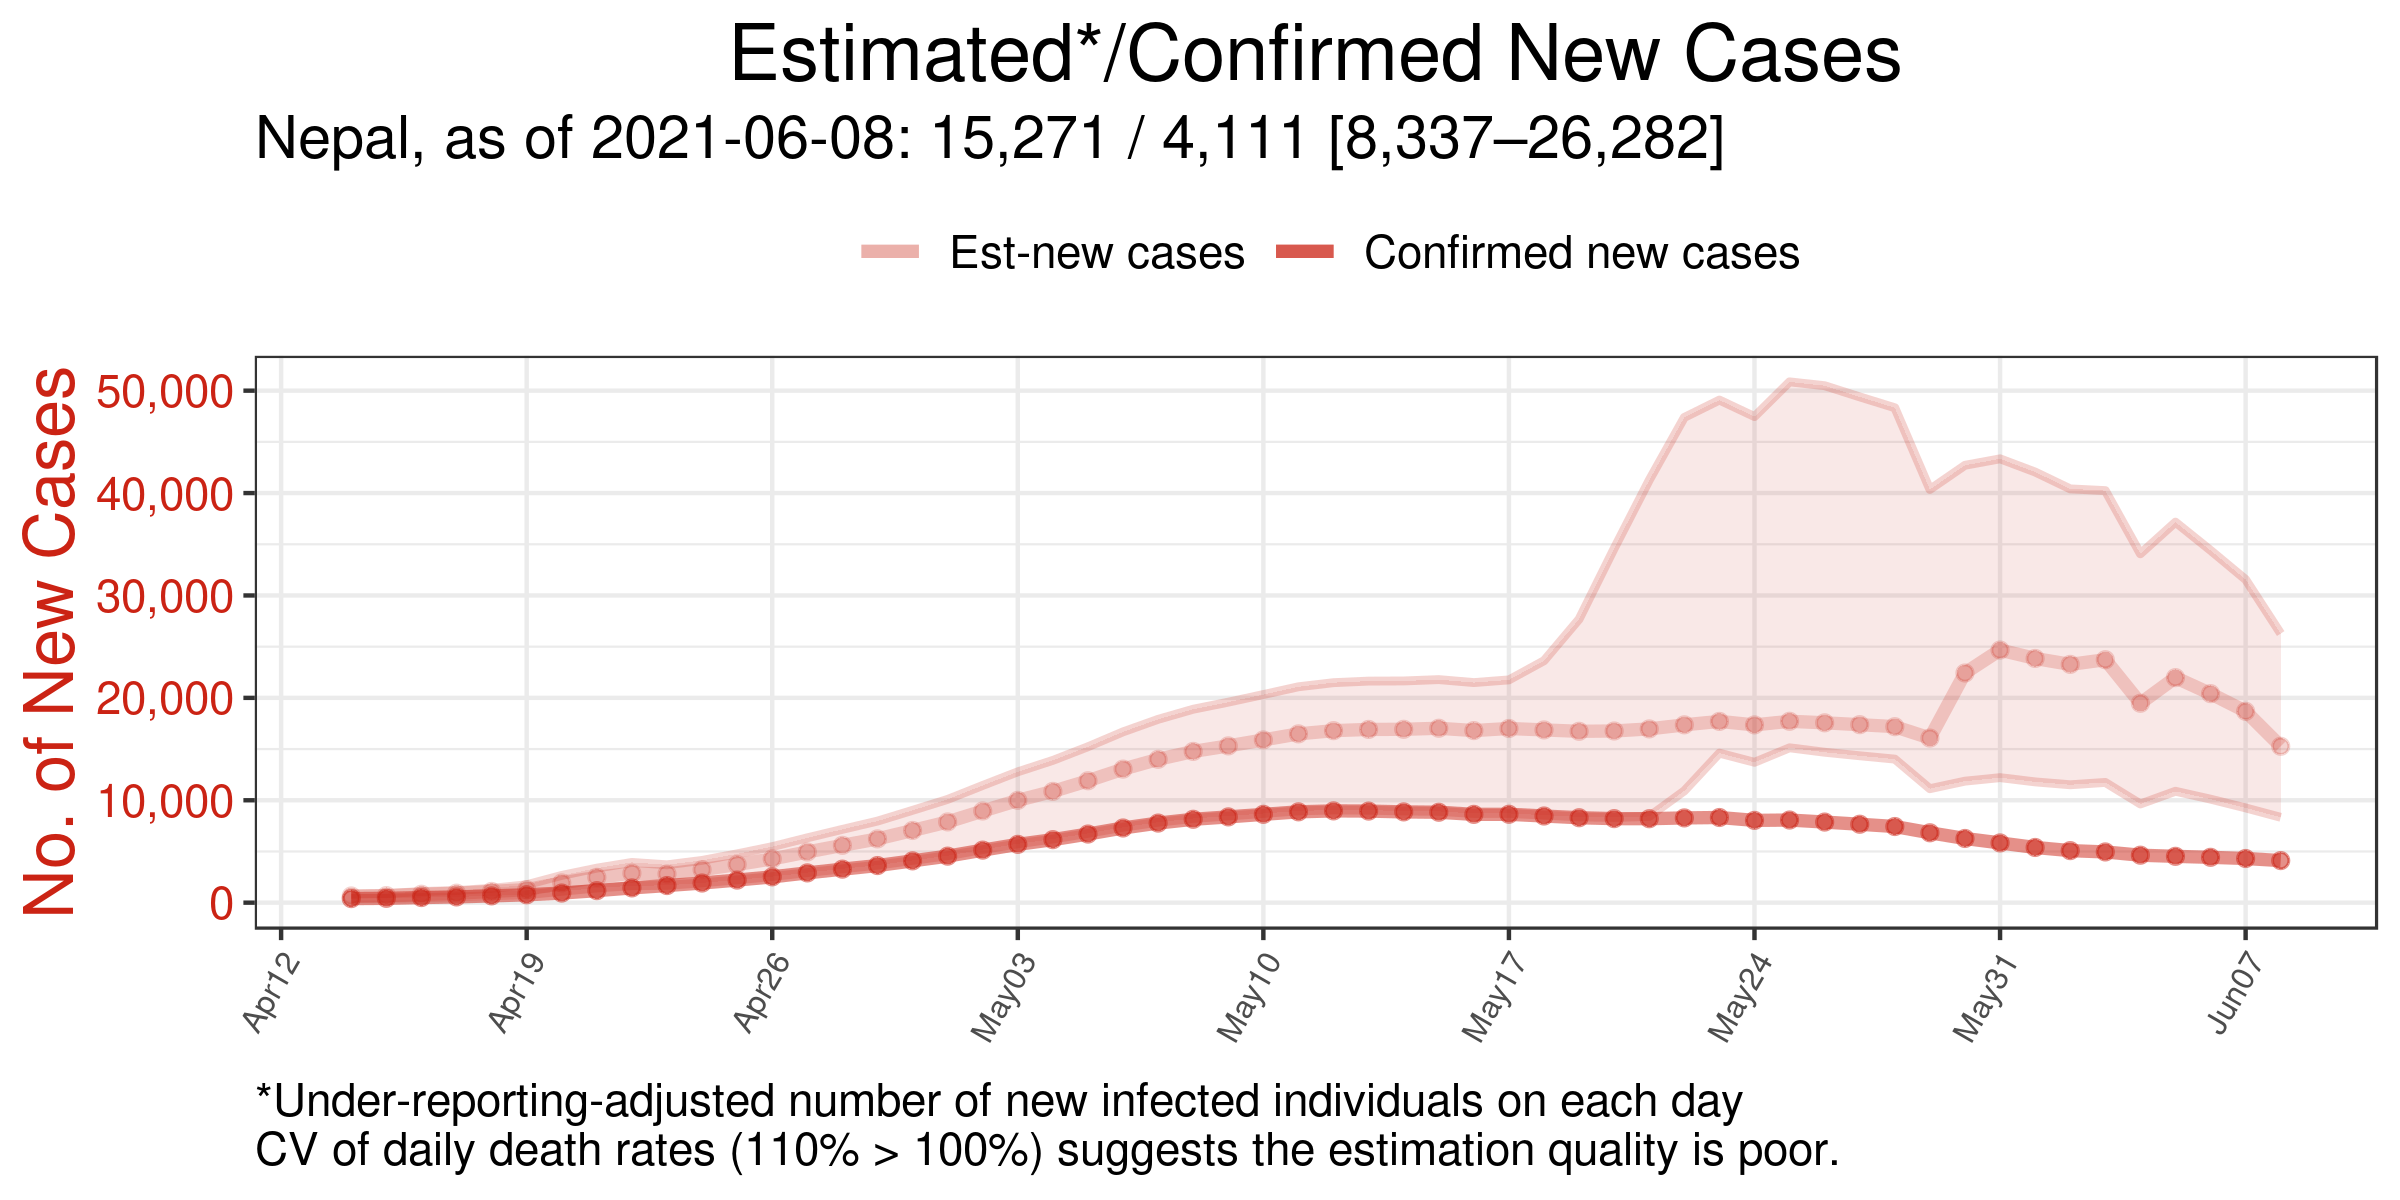 Estimated*/Confirmed New Cases
Nepal, as of 2021-06-08: 15,271 / 4,111 [8,337–26,282]
Est-new cases
Confirmed new cases
No. of New Cases
50,000
40,000
30,000
20,000
10,000
0
Apr12
Apr19
Apr26
May03
May10
May17
May24
May31
Jun07
*Under-reporting-adjusted number of new infected individuals on each day
CV of daily death rates (110% > 100%) suggests the estimation quality is poor.